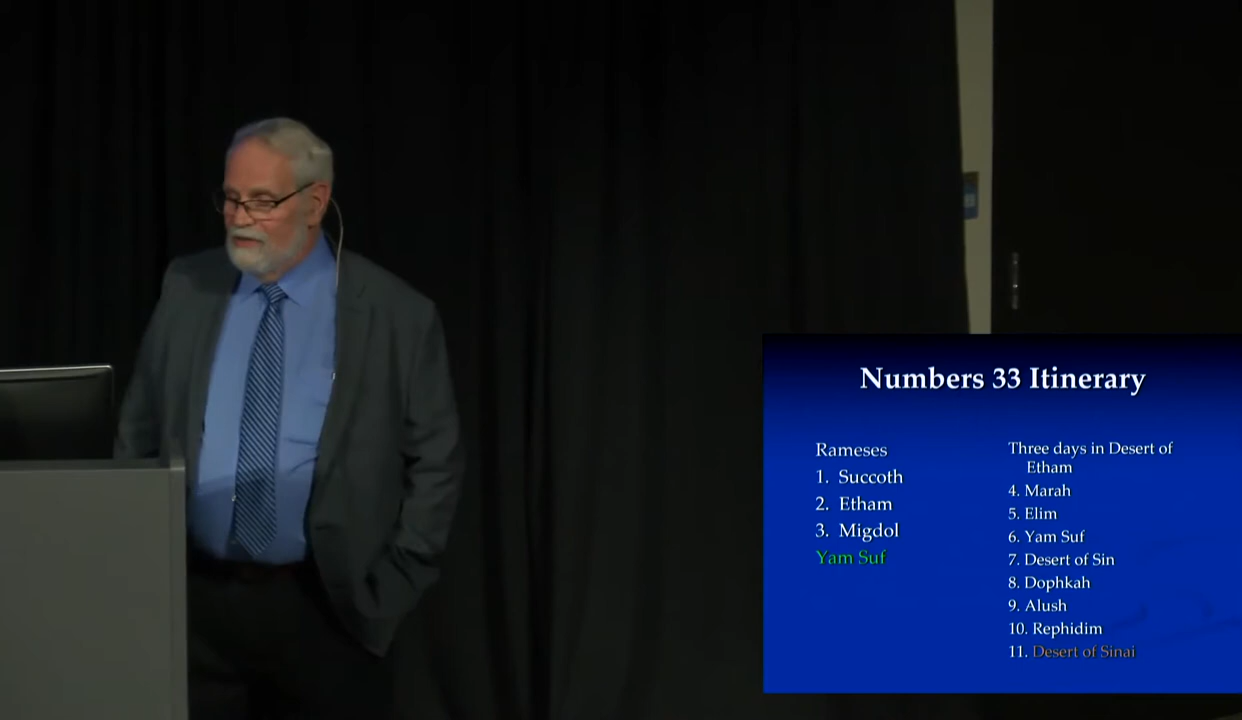 Numbers 33 Itinerary
Rameses
1. Succoth
2. Etham
3. Migdol
Yam Suf
Three days in Desert of
Etham
4. Marah
5. Elim
6. Yam Suf
7. Desert of Sin
8. Dophkah
9. Alush
10. Rephidim
11. Desert of Sinai